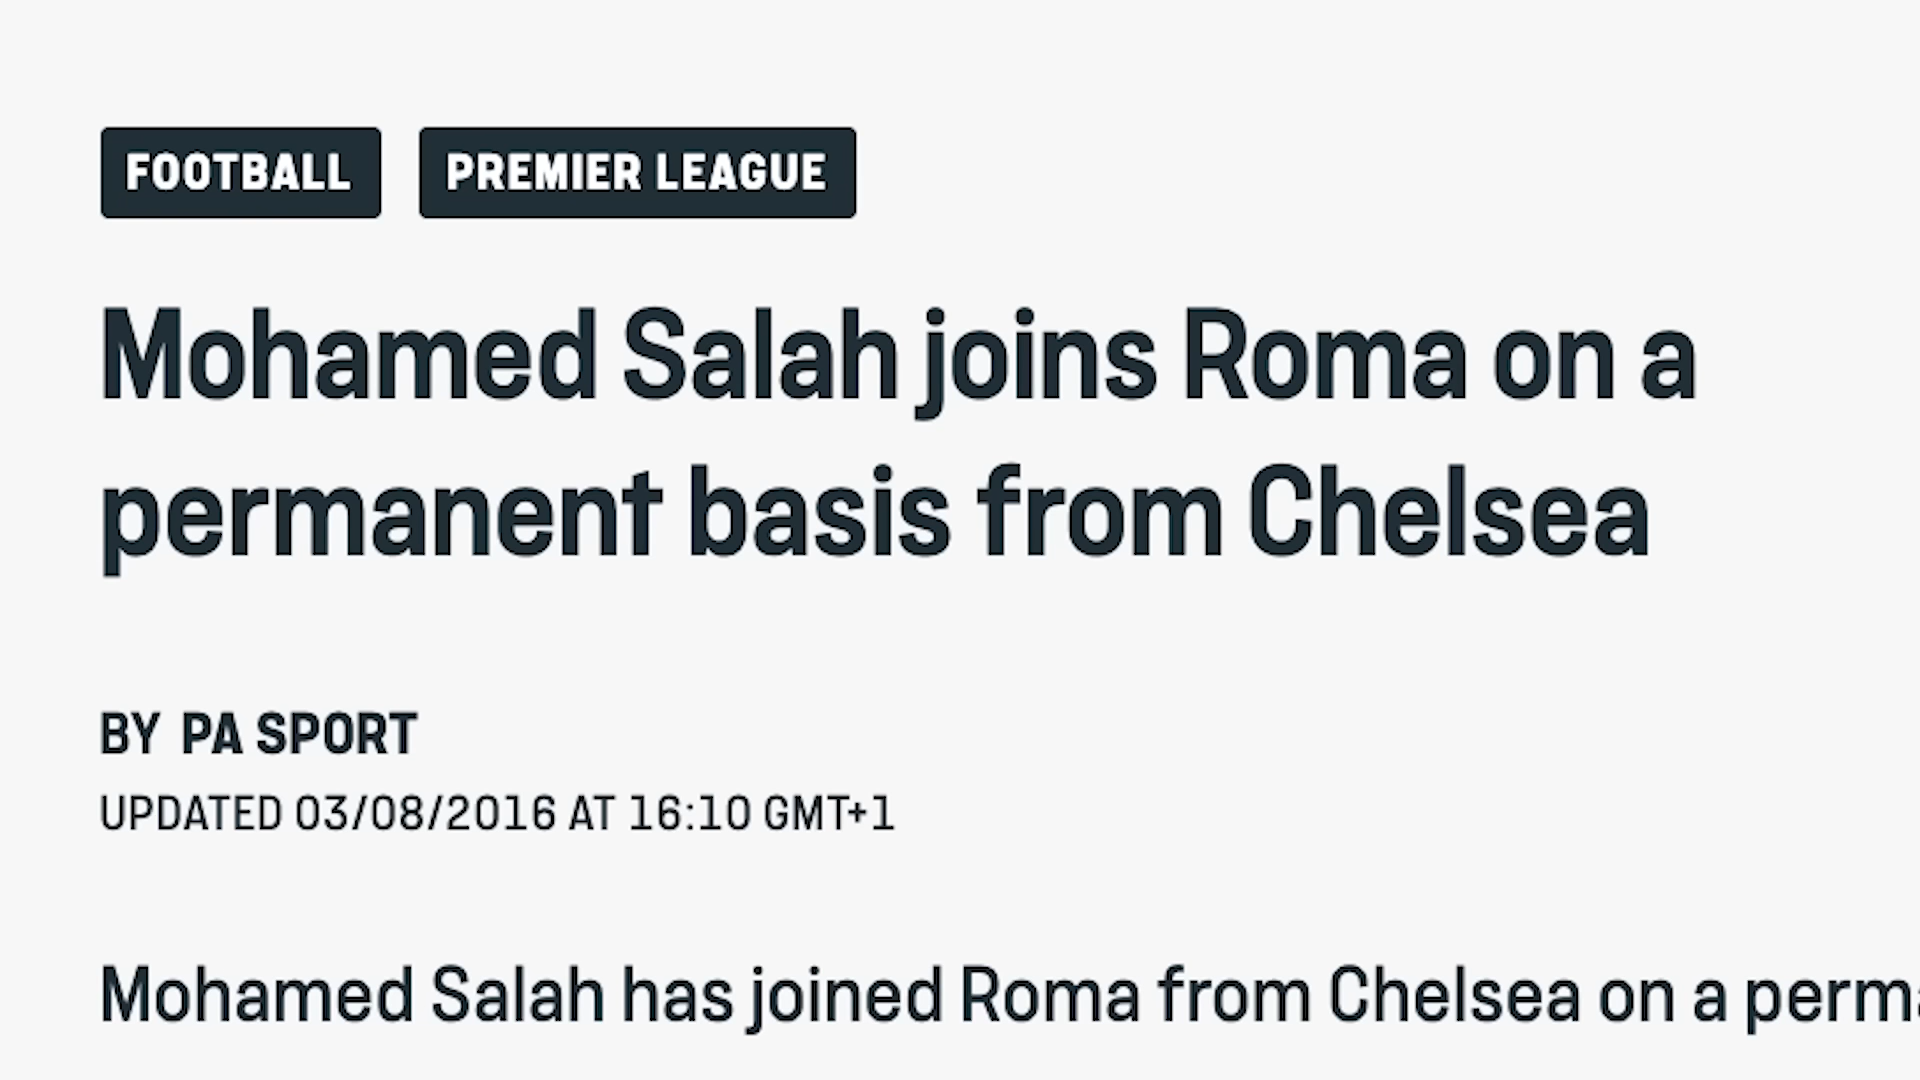 FOOTBALL PREMIER LEAGUE
Mohamed Salah joins Roma on a
permanent basis from Chelsea
BY PA SPORT
UPDATED 03/08/2016 AT 16:10 GMT+1
Mohamed Salah has joined Roma from Chelsea on a